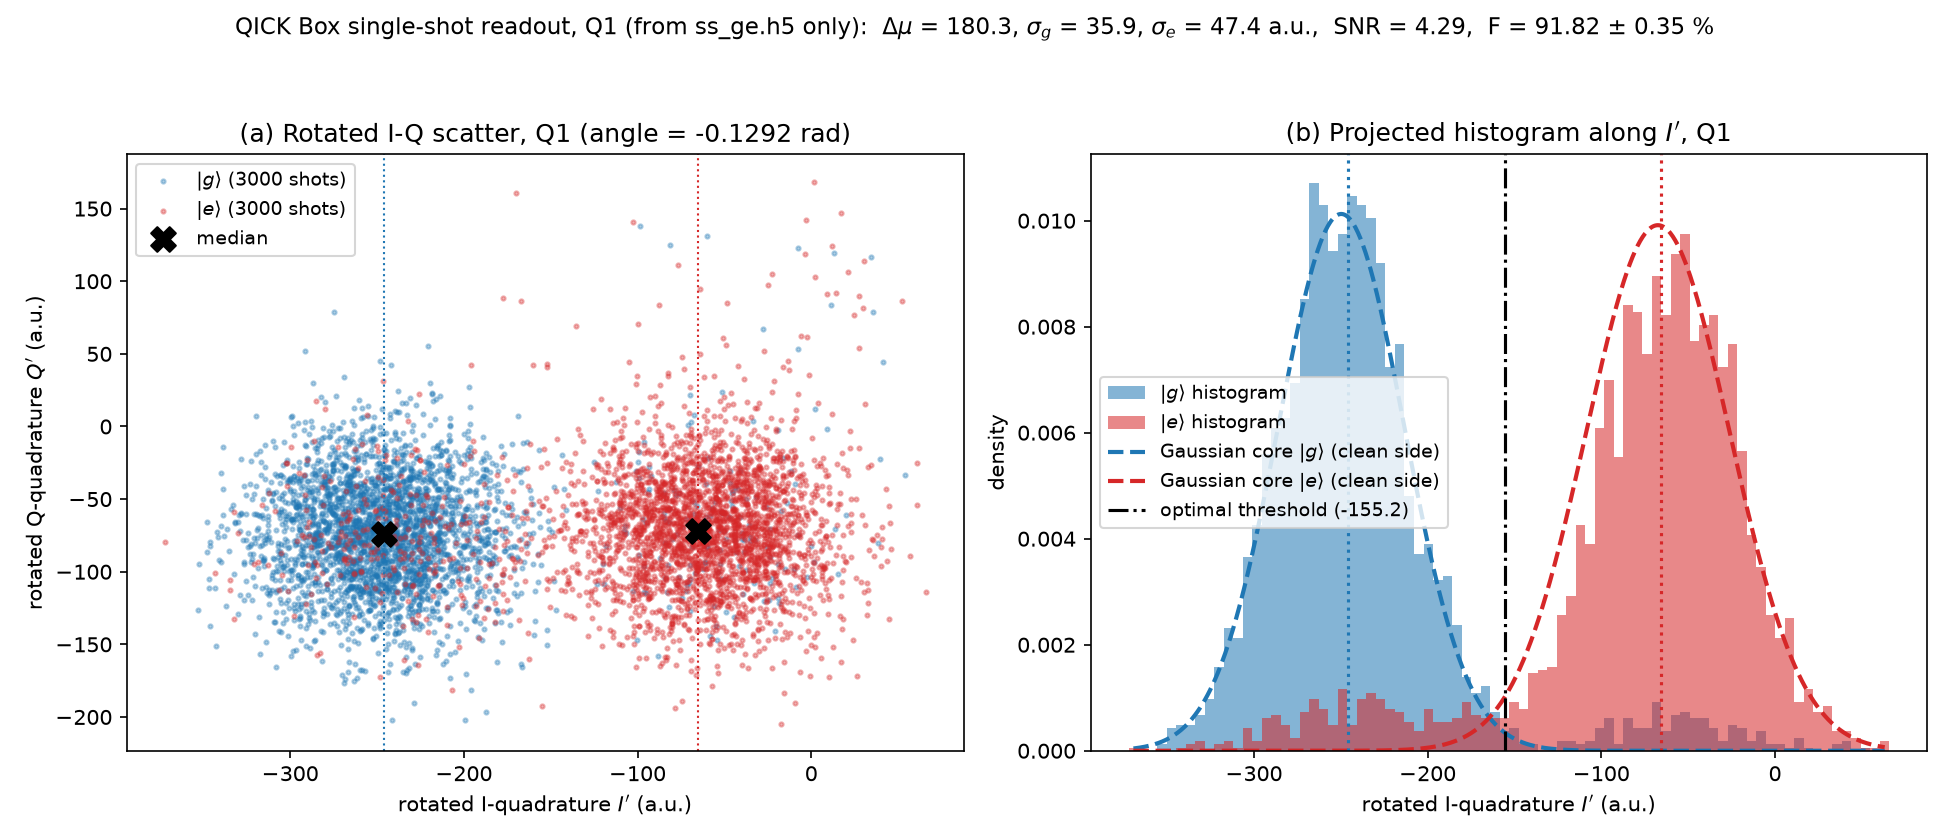 QICK Box single-shot readout, Q1 (from ss_ge.h5 only):  Δμ = 180.3, σg = 35.9, σe = 47.4 a.u.,  SNR = 4.29,  F = 91.82 ± 0.35 %
(a) Rotated I-Q scatter, Q1 (angle = -0.1292 rad)
|g⟩ (3000 shots)
|e⟩ (3000 shots)
median
150
100
50
0
−50
−100
−150
−200
rotated Q-quadrature Q′ (a.u.)
−300
−200
−100
0
rotated I-quadrature I′ (a.u.)
(b) Projected histogram along I′, Q1
|g⟩ histogram
|e⟩ histogram
Gaussian core |g⟩ (clean side)
Gaussian core |e⟩ (clean side)
optimal threshold (-155.2)
0.010
0.008
0.006
0.004
0.002
0.000
density
−300
−200
−100
0
rotated I-quadrature I′ (a.u.)